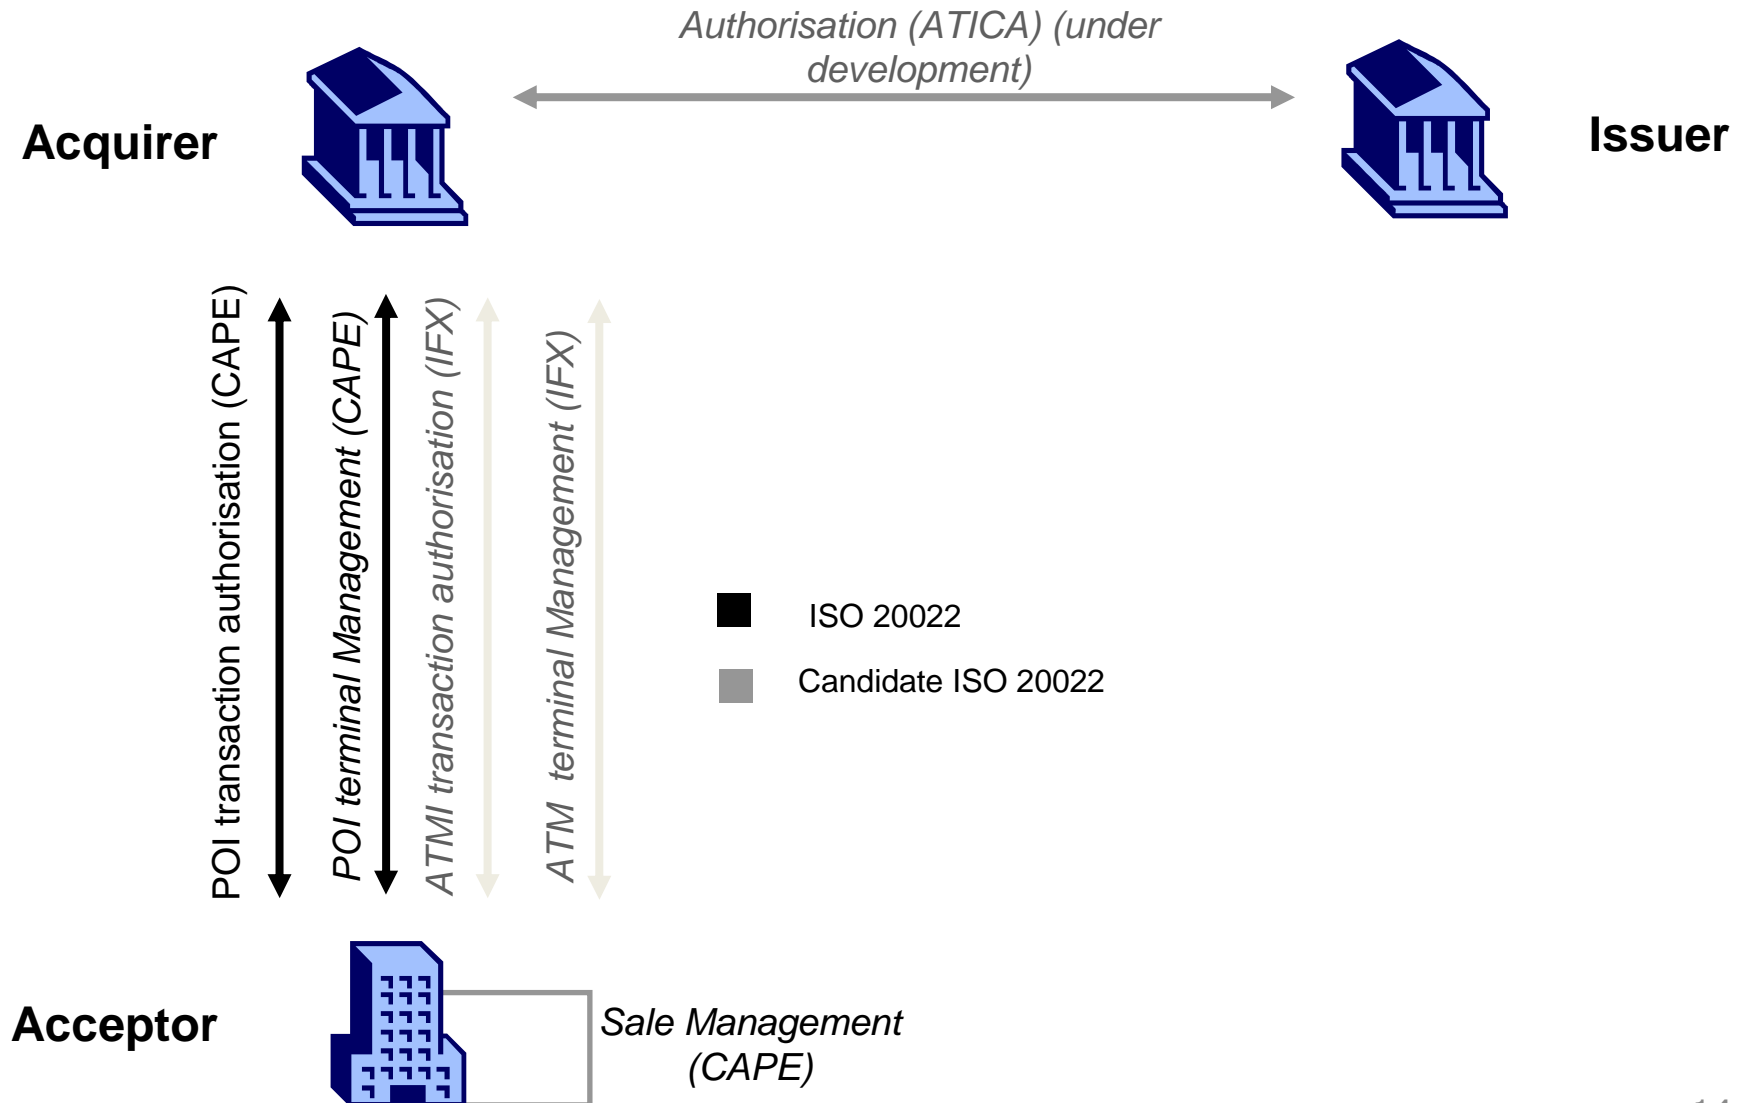 Authorisation (ATICA) (under
development)
Acquirer
Issuer
POI transaction authorisation (CAPE)
POI terminal Management (CAPE)
ATMI transaction authorisation (IFX)
ATM  terminal Management (IFX)
ISO 20022
Candidate ISO 20022
Acceptor
Sale Management
(CAPE)